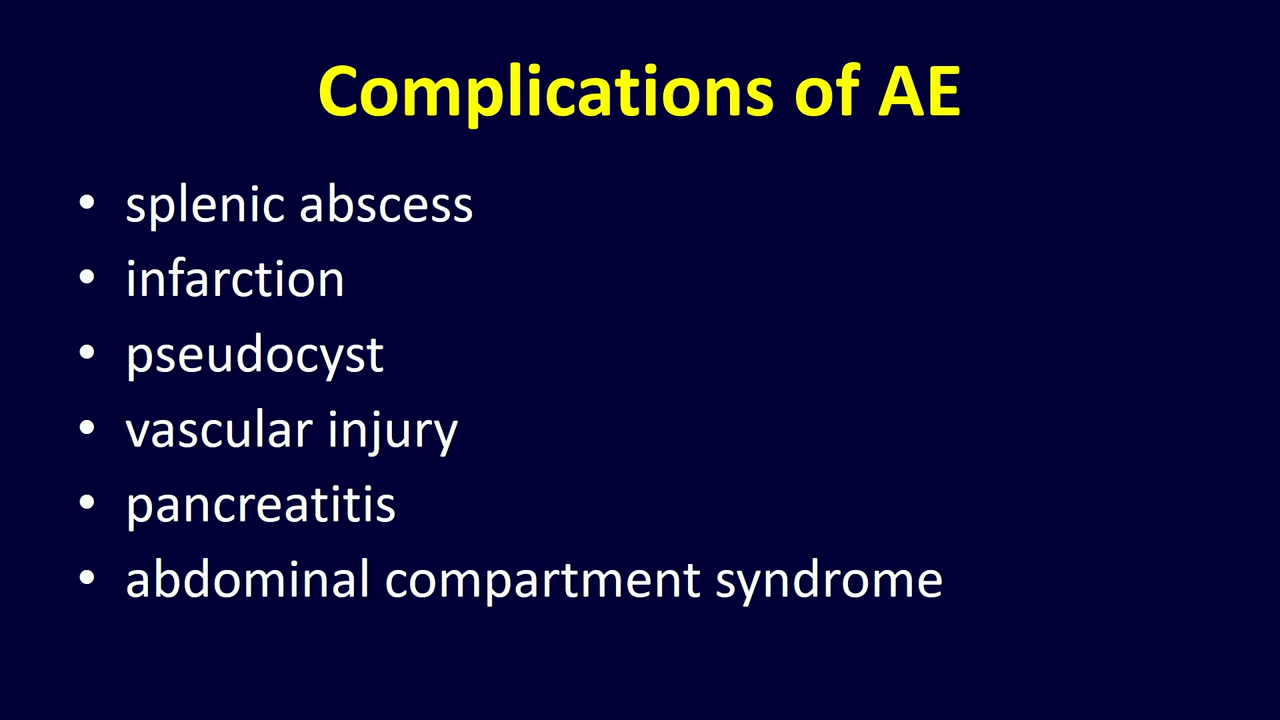 Complications of AE
• splenic abscess
• infarction
• pseudocyst
• vascular injury
• pancreatitis
• abdominal compartment syndrome